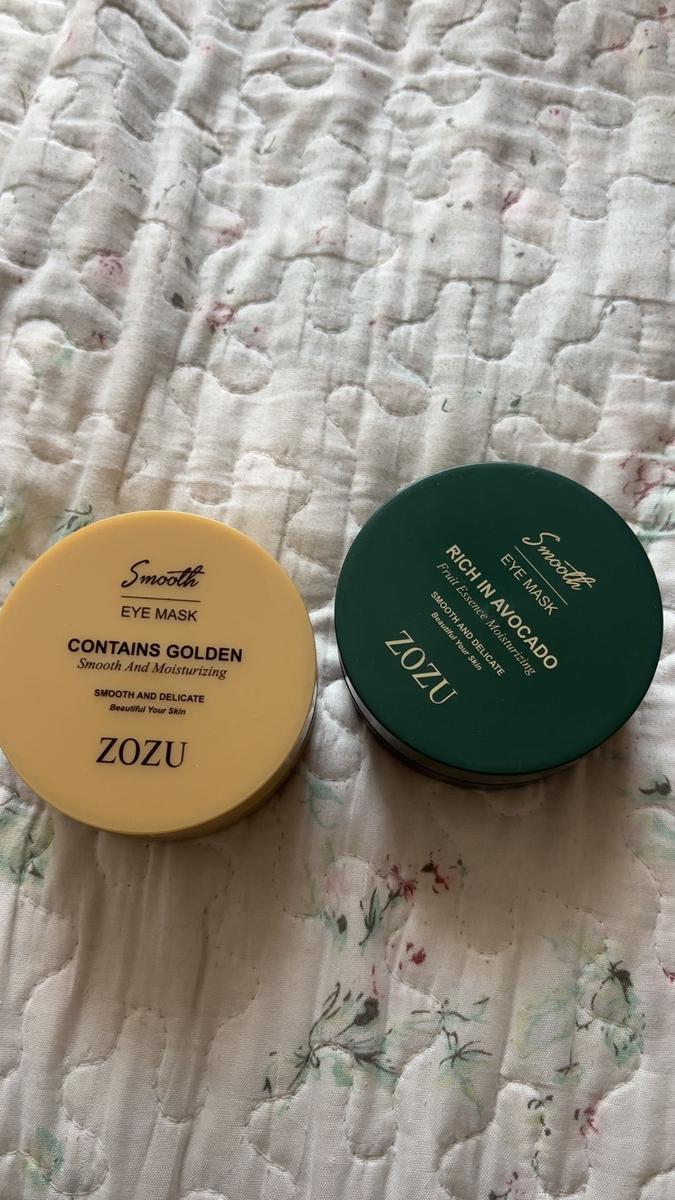 Smooth
EYE MASK
CONTAINS GOLDEN
Smooth And Moisturizing
SMOOTH AND DELICATE
Beautiful Your Skin
ZOZU
Smooth
EYE MASK
RICH IN AVOCADO
Fruit Essence Moisturizing
SMOOTH AND DELICATE
Beautiful Your Skin
ZOZU